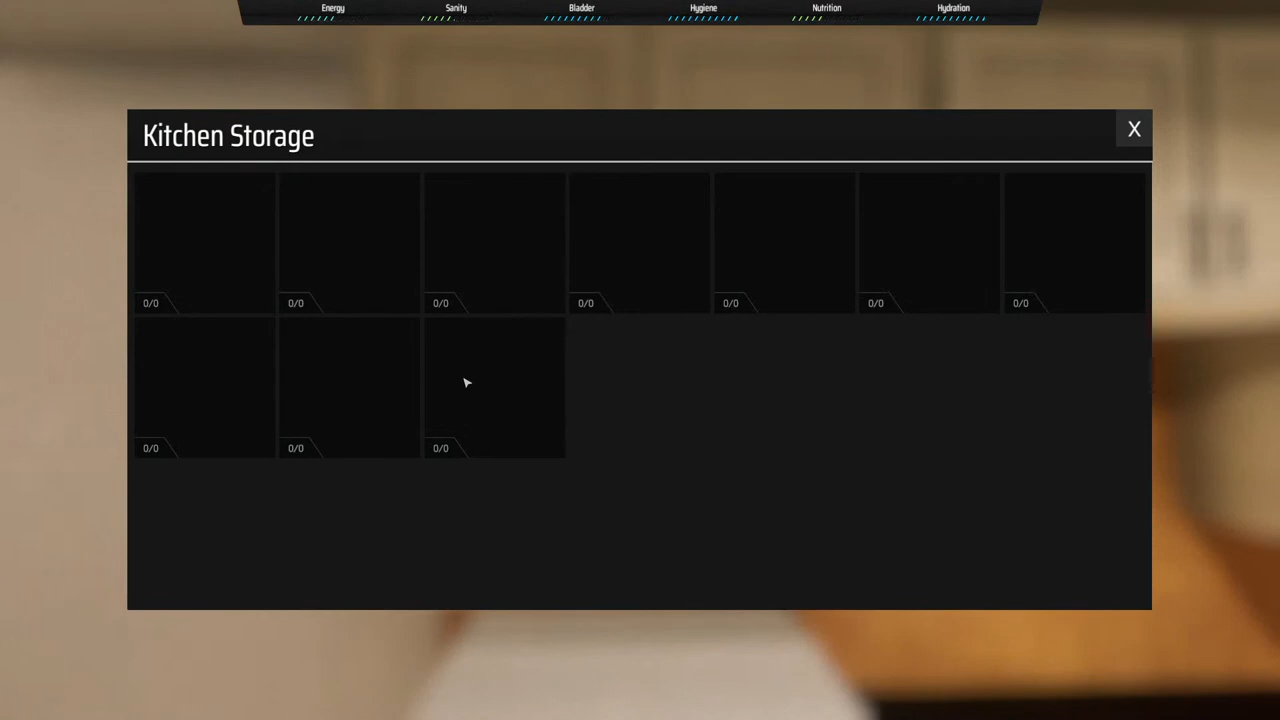 Energy Sanity Bladder Hygiene Nutrition Hydration
Kitchen Storage X
0/0 0/0 0/0 0/0 0/0 0/0 0/0
0/0 0/0 0/0